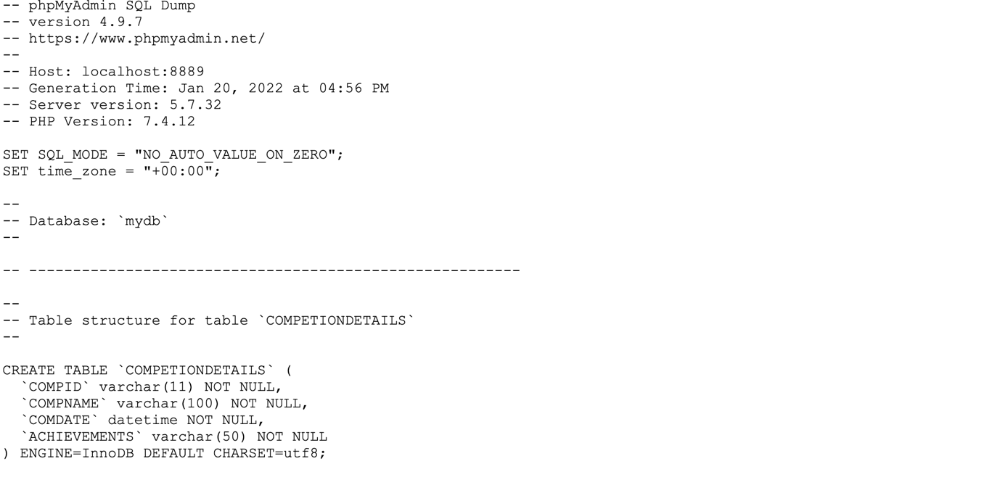 -- phpMyAdmin SQL Dump
-- version 4.9.7
-- https://www.phpmyadmin.net/
--
-- Host: localhost:8889
-- Generation Time: Jan 20, 2022 at 04:56 PM
-- Server version: 5.7.32
-- PHP Version: 7.4.12
SET SQL_MODE = "NO_AUTO_VALUE_ON_ZERO";
SET time_zone = "+00:00";
--
-- Database: `mydb`
--
-- --------------------------------------------------------
--
-- Table structure for table `COMPETIONDETAILS`
--
CREATE TABLE `COMPETIONDETAILS` (
  `COMPID` varchar(11) NOT NULL,
  `COMPNAME` varchar(100) NOT NULL,
  `COMDATE` datetime NOT NULL,
  `ACHIEVEMENTS` varchar(50) NOT NULL
) ENGINE=InnoDB DEFAULT CHARSET=utf8;